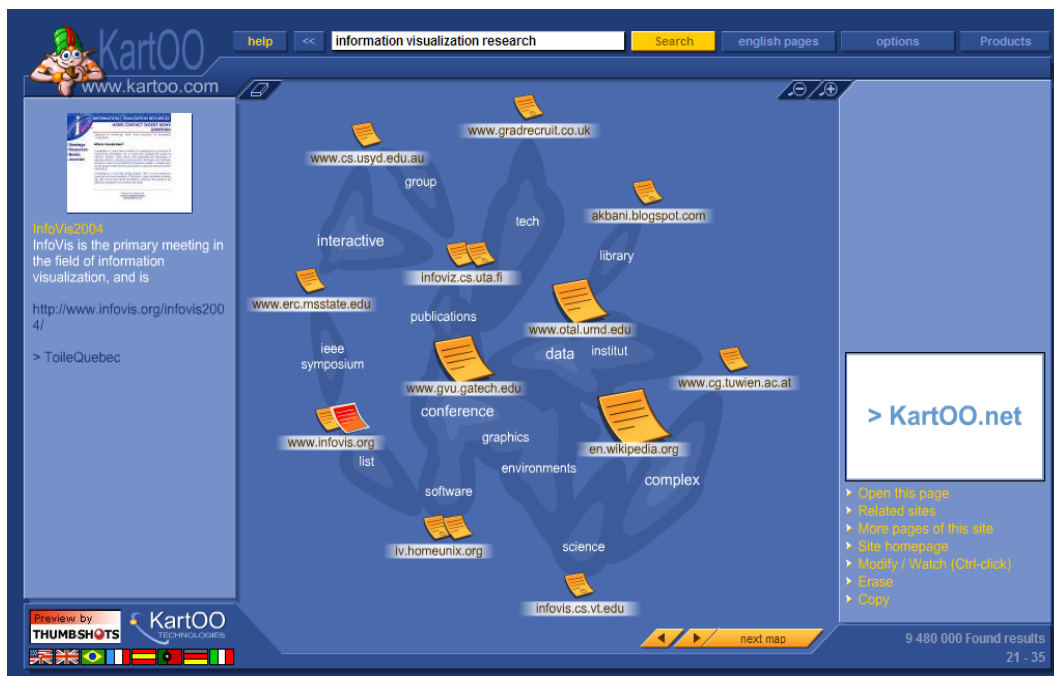 KartOO
www.kartoo.com
help
<<
information visualization research
Search
english pages
options
Products
InfoVis2004
InfoVis is the primary meeting in
the field of information
visualization, and is
http://www.infovis.org/infovis200
4/
> ToileQuebec
www.gradrecruit.co.uk
www.cs.usyd.edu.au
group
akbani.blogspot.com
tech
interactive
library
infoviz.cs.uta.fi
www.erc.msstate.edu
publications
www.otal.umd.edu
ieee
symposium
data
institut
www.gvu.gatech.edu
www.cg.tuwien.ac.at
conference
www.infovis.org
graphics
en.wikipedia.org
list
environments
complex
software
iv.homeunix.org
science
infovis.cs.vt.edu
next map
> KartOO.net
Open this page
Related sites
More pages of this site
Site homepage
Modify / Watch (Ctrl-click)
Erase
Copy
Preview by
THUMBSHOTS
KartOO
TECHNOLOGIES
9 480 000 Found results
21 - 35